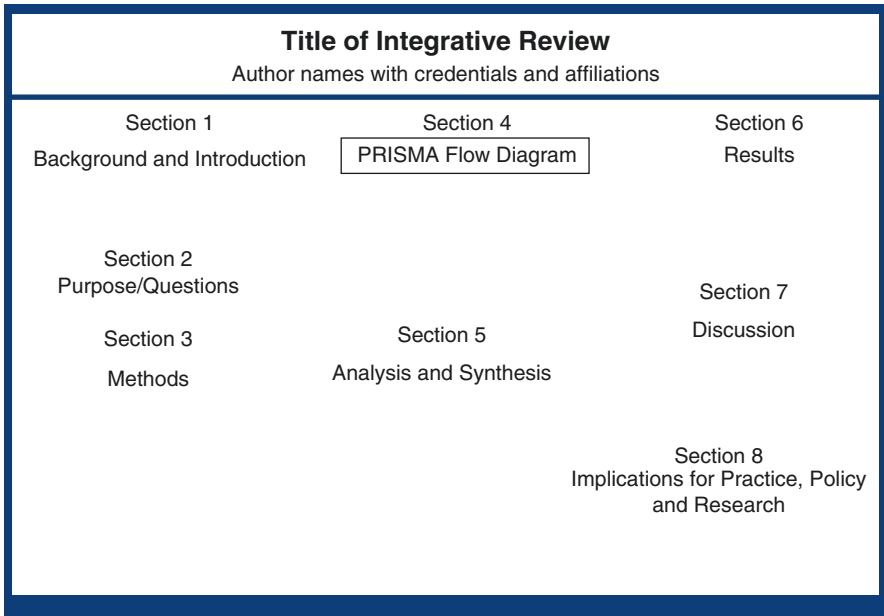 Title of Integrative Review
Author names with credentials and affiliations
Section 1
Background and Introduction
Section 2
Purpose/Questions
Section 3
Methods
Section 4
PRISMA Flow Diagram
Section 5
Analysis and Synthesis
Section 6
Results
Section 7
Discussion
Section 8
Implications for Practice, Policy
and Research